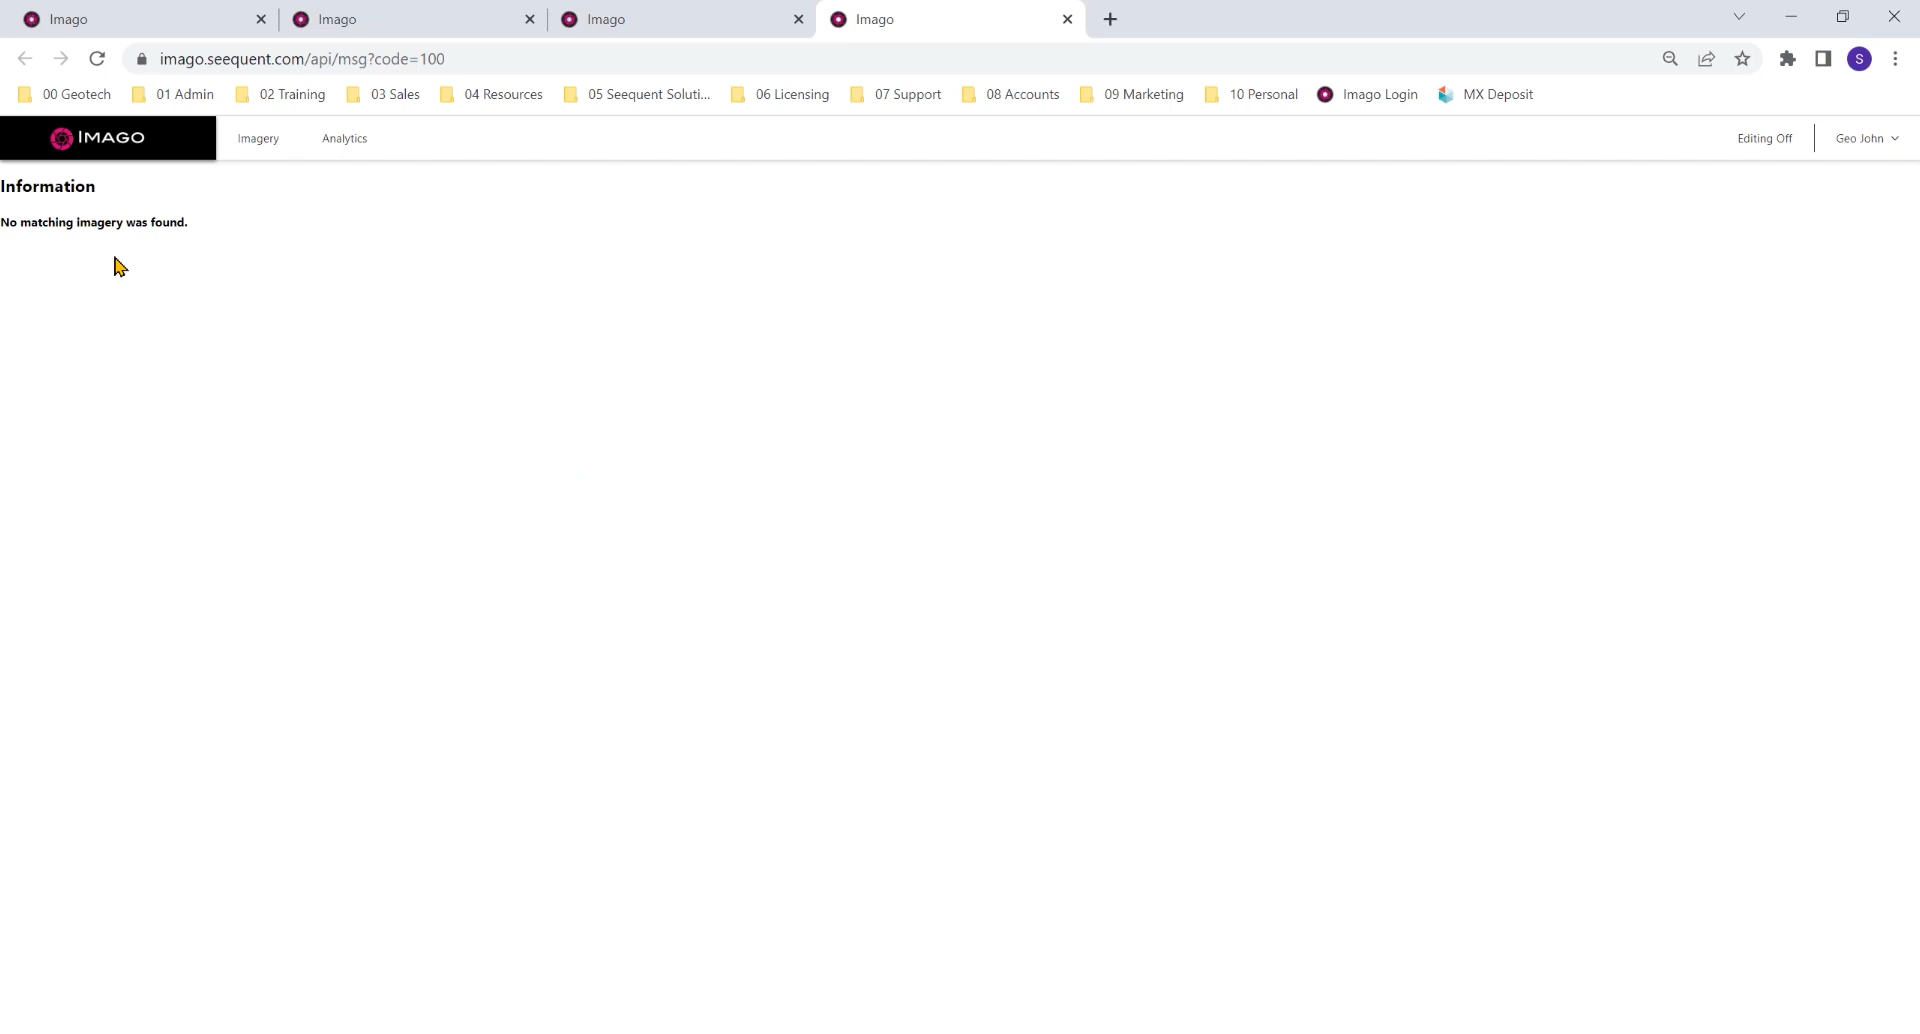 Imago Imago Imago Imago
imago.seequent.com/api/msg?code=100 S
00 Geotech 01 Admin 02 Training 03 Sales 04 Resources 05 Seequent Soluti... 06 Licensing 07 Support 08 Accounts 09 Marketing 10 Personal Imago Login MX Deposit
IMAGO Imagery Analytics Editing Off Geo John
Information
No matching imagery was found.